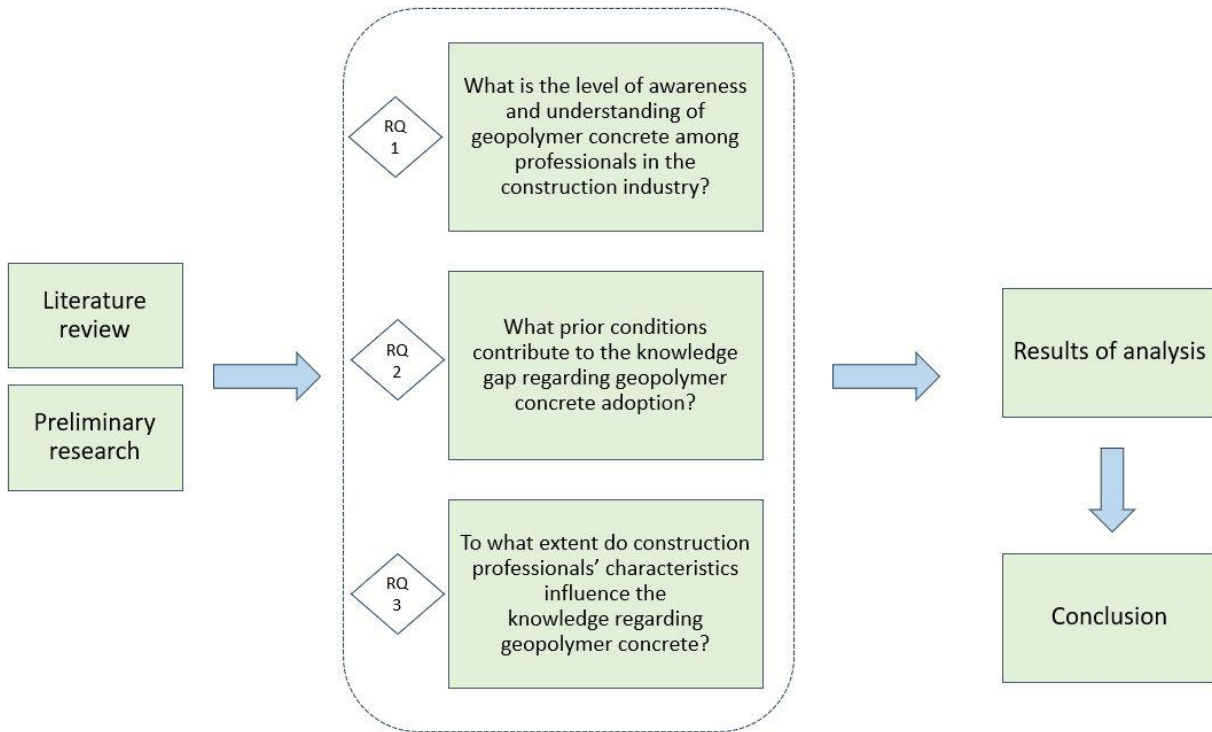 Literature
review
Preliminary
research
RQ
1
What is the level of awareness
and understanding of
geopolymer concrete among
professionals in the
construction industry?
RQ
2
What prior conditions
contribute to the knowledge
gap regarding geopolymer
concrete adoption?
RQ
3
To what extent do construction
professionals’ characteristics
influence the
knowledge regarding
geopolymer concrete?
Results of analysis
Conclusion